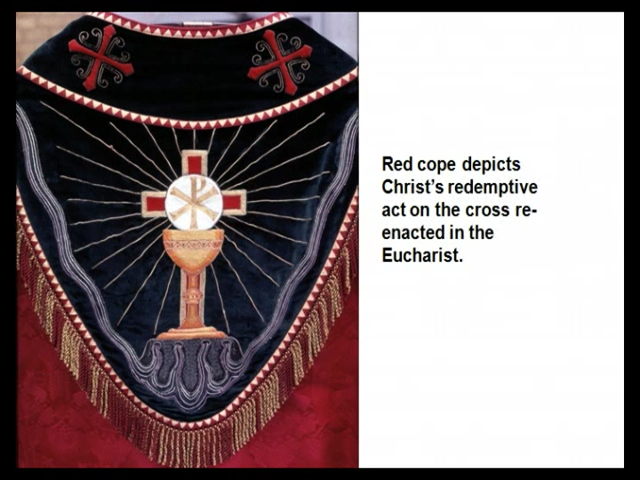 Red cope depicts
Christ's redemptive
act on the cross re-
enacted in the
Eucharist.